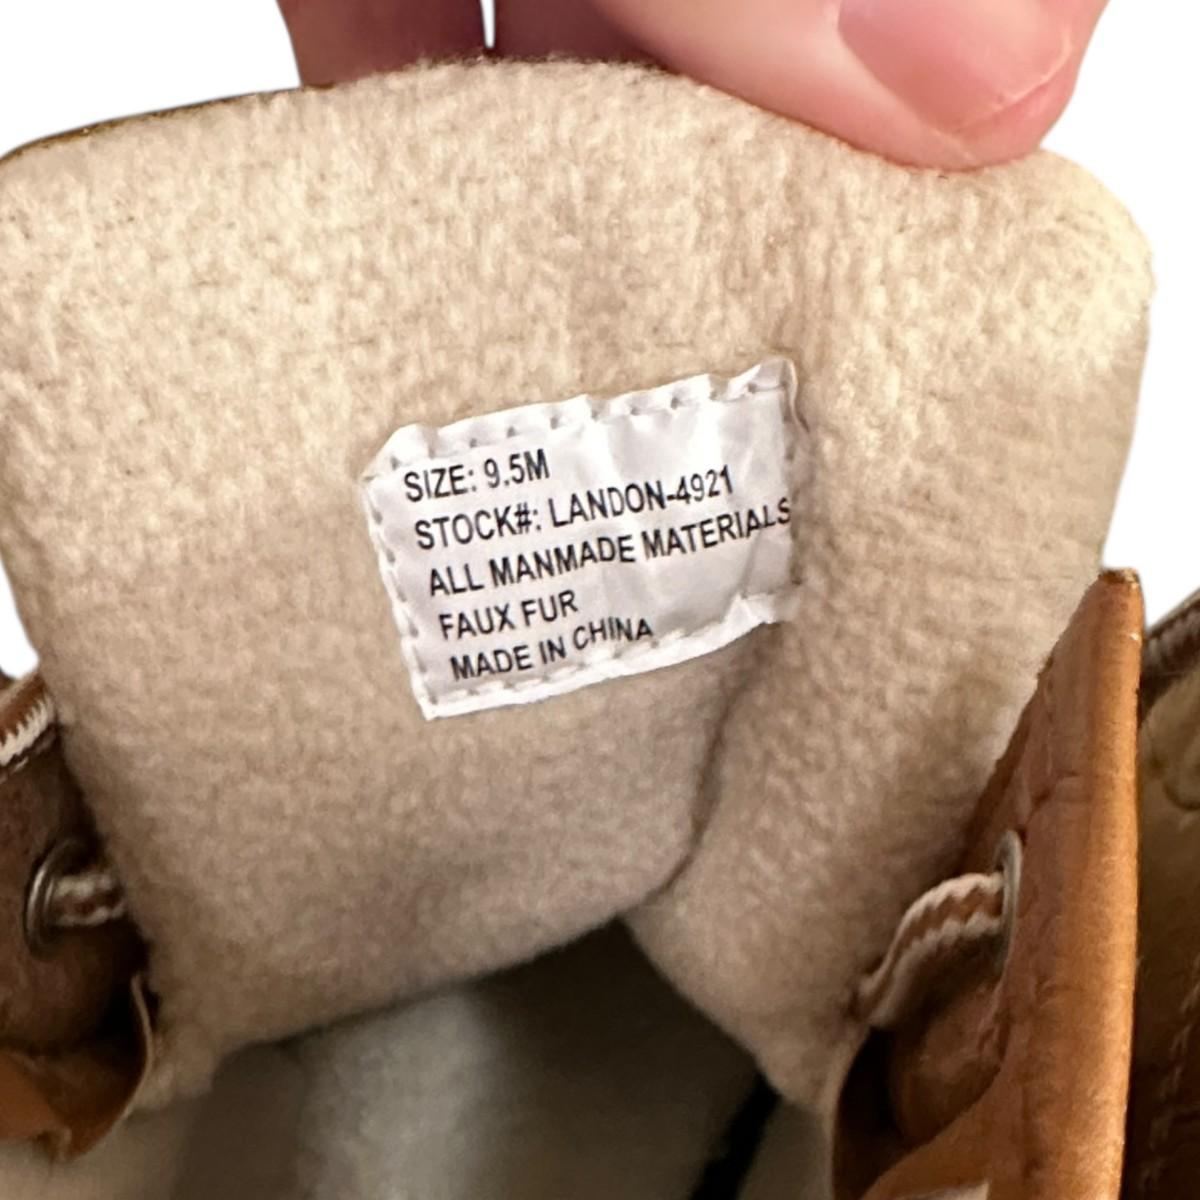 SIZE: 9.5M
STOCK#: LANDON-4921
ALL MANMADE MATERIALS
FAUX FUR
MADE IN CHINA